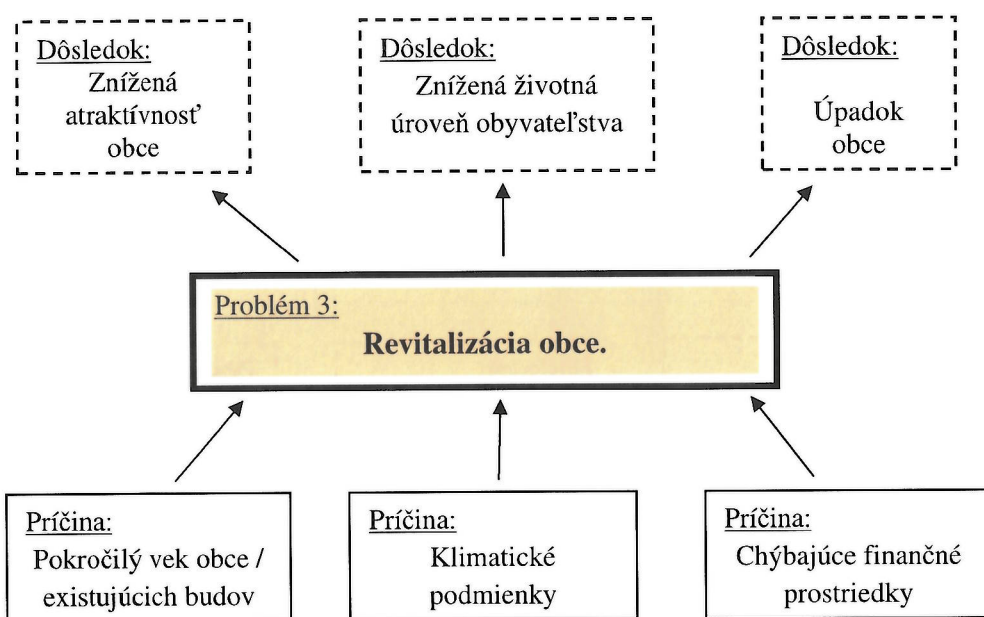 Dôsledok:
Znížená
atraktívnosť
obce
Dôsledok:
Znížená životná
úroveň obyvateľstva
Dôsledok:
Úpadok
obce
Problém 3:
Revitalizácia obce.
Príčina:
Pokročilý vek obce /
existujúcich budov
Príčina:
Klimatické
podmienky
Príčina:
Chýbajúce finančné
prostriedky